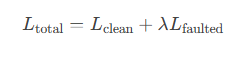 L_total = L_clean + λL_faulted